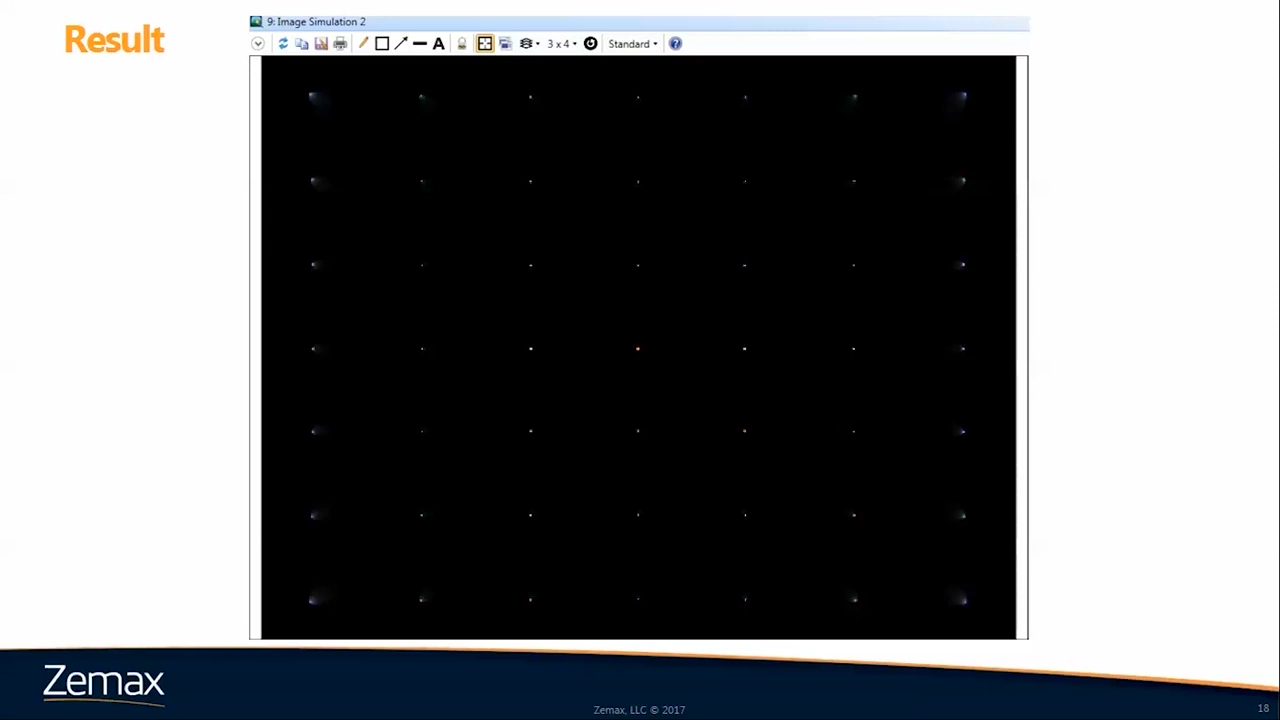 Result
9: Image Simulation 2
A
3 x 4
Standard
?
Zemax
Zemax, LLC © 2017
18